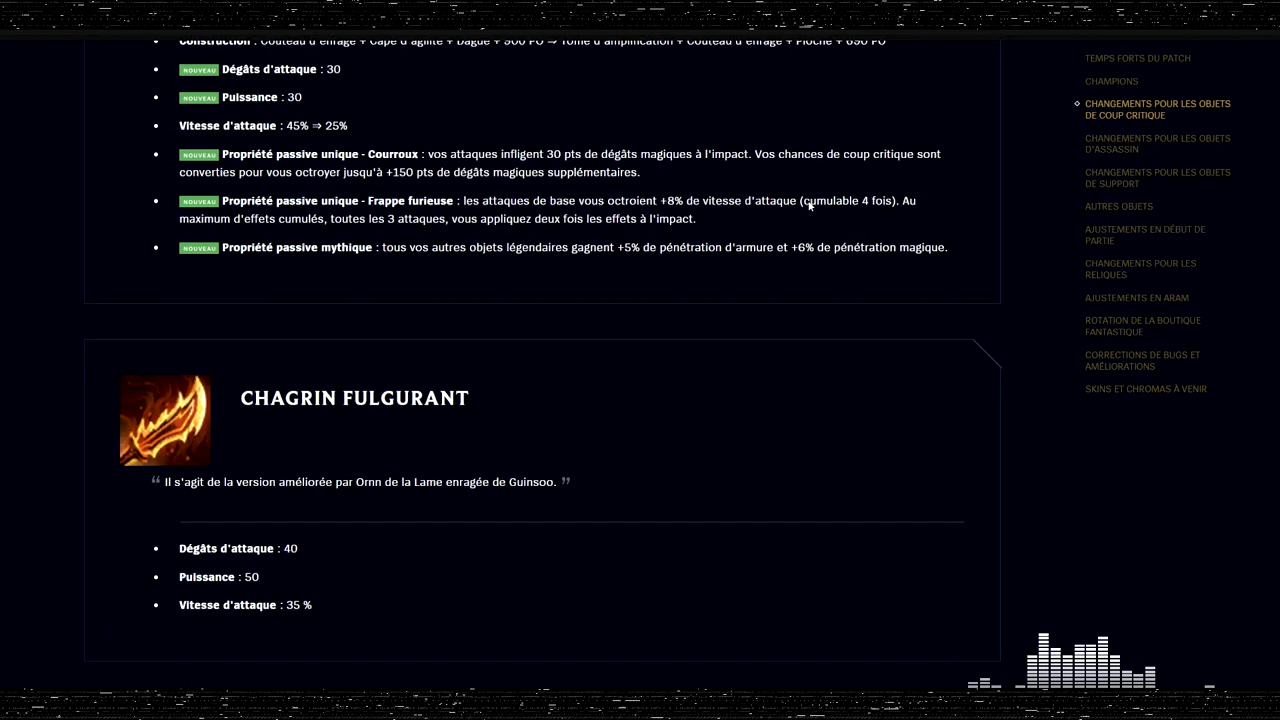 Construction : Couteau d'enrage + Cape d'agilité + Dague + 900 PO ⇒ Tome d'amplification + Couteau d'enrage + Pioche + 690 PO
NOUVEAU Dégâts d'attaque : 30
NOUVEAU Puissance : 30
Vitesse d'attaque : 45% ⇒ 25%
NOUVEAU Propriété passive unique - Courroux : vos attaques infligent 30 pts de dégâts magiques à l'impact. Vos chances de coup critique sont
converties pour vous octroyer jusqu'à +150 pts de dégâts magiques supplémentaires.
NOUVEAU Propriété passive unique - Frappe furieuse : les attaques de base vous octroient +8% de vitesse d'attaque (cumulable 4 fois). Au
maximum d'effets cumulés, toutes les 3 attaques, vous appliquez deux fois les effets à l'impact.
NOUVEAU Propriété passive mythique : tous vos autres objets légendaires gagnent +5% de pénétration d'armure et +6% de pénétration magique.
CHAGRIN FULGURANT
“ Il s'agit de la version améliorée par Ornn de la Lame enragée de Guinsoo. ”
Dégâts d'attaque : 40
Puissance : 50
Vitesse d'attaque : 35 %
TEMPS FORTS DU PATCH
CHAMPIONS
CHANGEMENTS POUR LES OBJETS
DE COUP CRITIQUE
CHANGEMENTS POUR LES OBJETS
D'ASSASSIN
CHANGEMENTS POUR LES OBJETS
DE SUPPORT
AUTRES OBJETS
AJUSTEMENTS EN DÉBUT DE
PARTIE
CHANGEMENTS POUR LES
RELIQUES
AJUSTEMENTS EN ARAM
ROTATION DE LA BOUTIQUE
FANTASTIQUE
CORRECTIONS DE BUGS ET
AMÉLIORATIONS
SKINS ET CHROMAS À VENIR